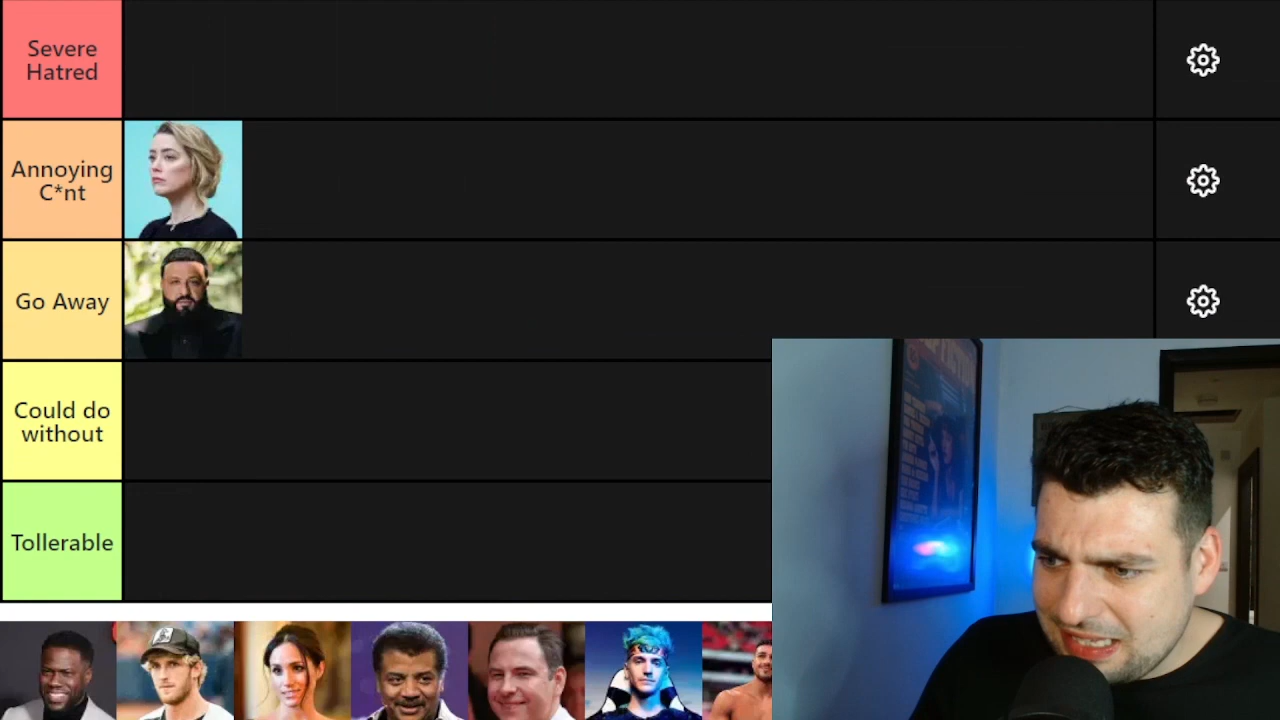 Severe
Hatred
Annoying
C*nt
Go Away
Could do
without
Tollerable